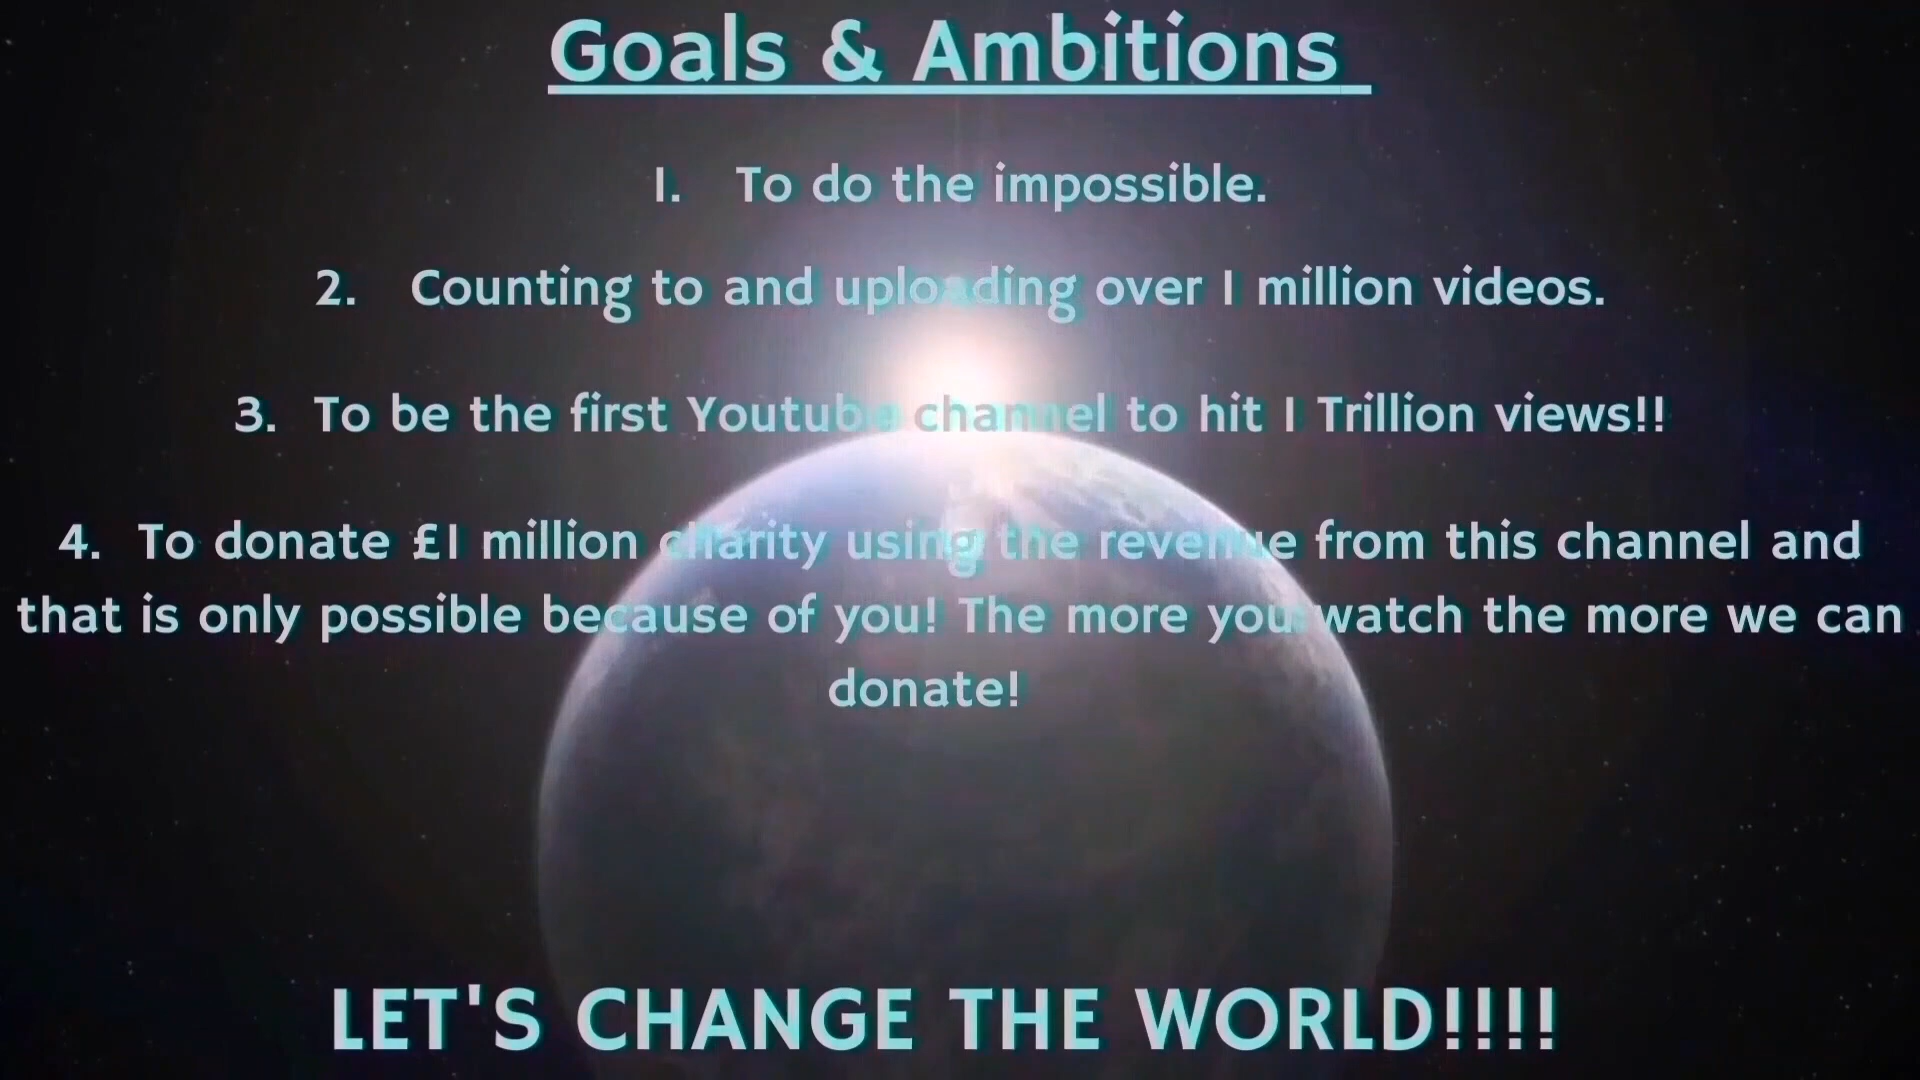 Goals & Ambitions
1. To do the impossible.
2. Counting to and uploading over 1 million videos.
3. To be the first Youtube channel to hit 1 Trillion views!!
4. To donate £1 million charity using the revenue from this channel and
that is only possible because of you! The more you watch the more we can
donate!
LET'S CHANGE THE WORLD!!!!